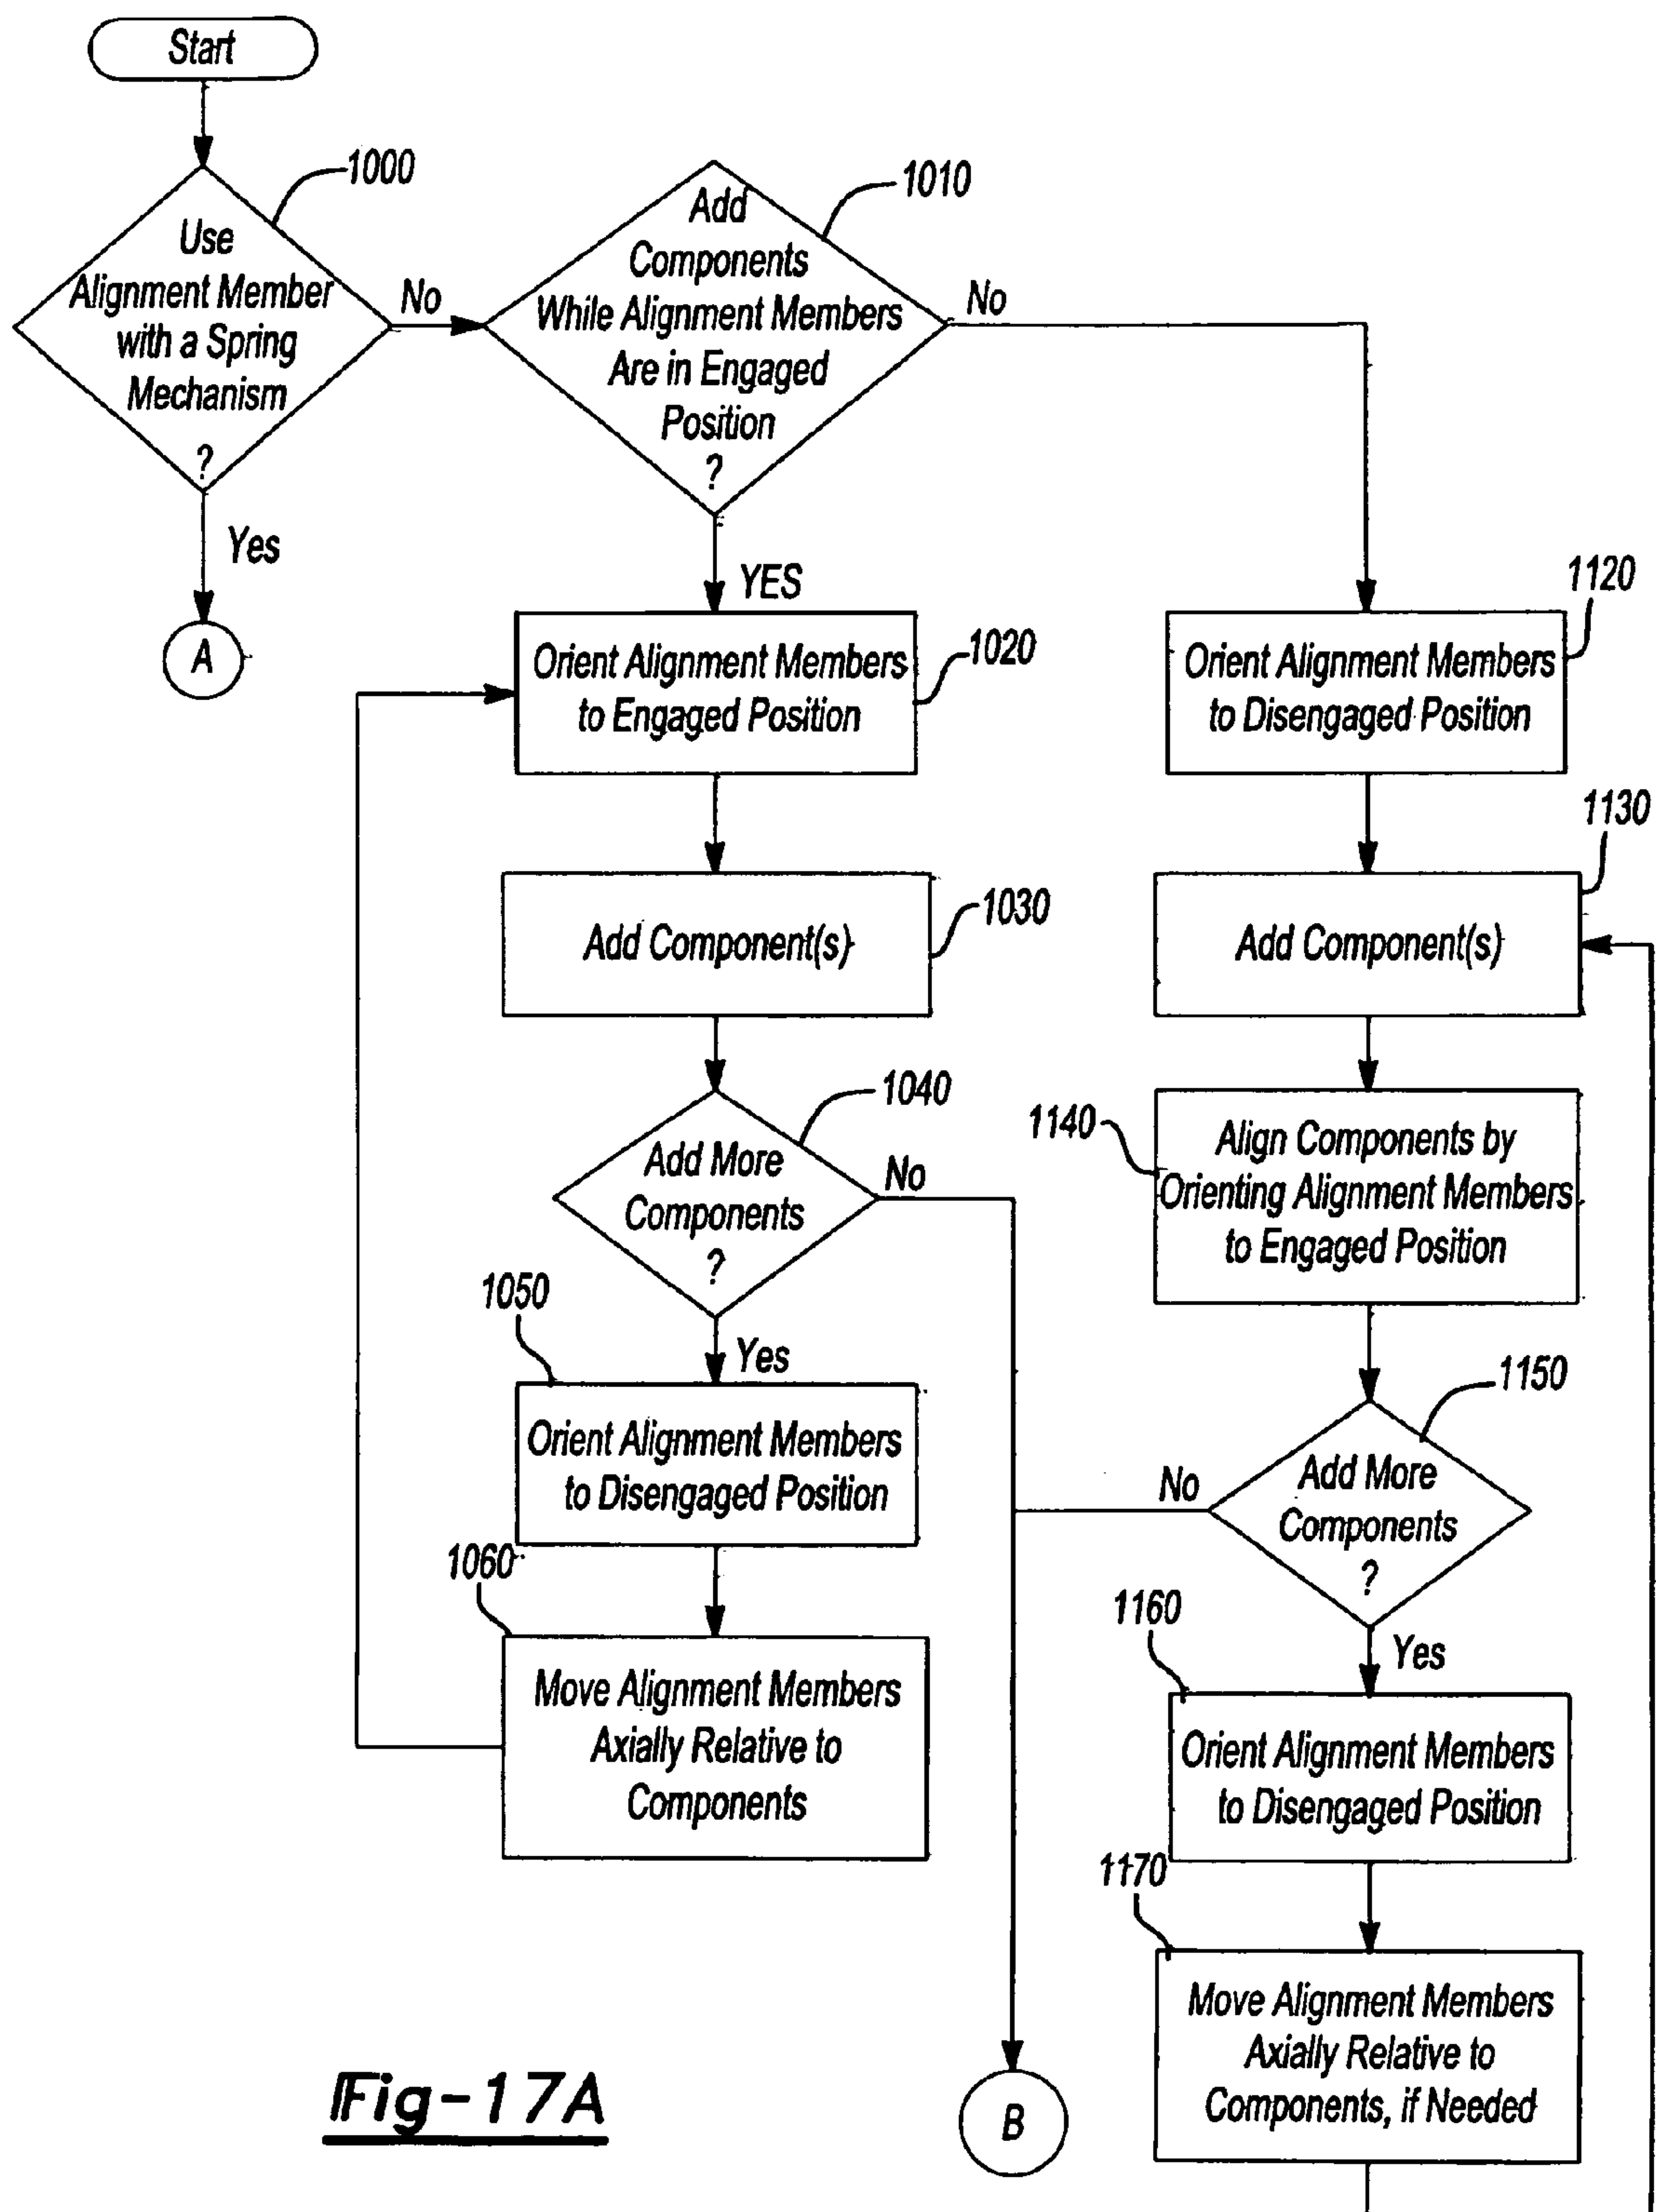 Start
1000
Use
Alignment Member
with a Spring
Mechanism
?
No
Yes
A
1010
Add
Components
While Alignment Members
Are in Engaged
Position
?
No
YES
1020
Orient Alignment Members
to Engaged Position
1030
Add Component(s)
1040
Add More
Components
?
No
Yes
1050
Orient Alignment Members
to Disengaged Position
1060
Move Alignment Members
Axially Relative to
Components
1120
Orient Alignment Members
to Disengaged Position
1130
Add Component(s)
1140
Align Components by
Orienting Alignment Members
to Engaged Position
1150
Add More
Components
?
No
Yes
1160
Orient Alignment Members
to Disengaged Position
1170
Move Alignment Members
Axially Relative to
Components, if Needed
B
Fig-17A